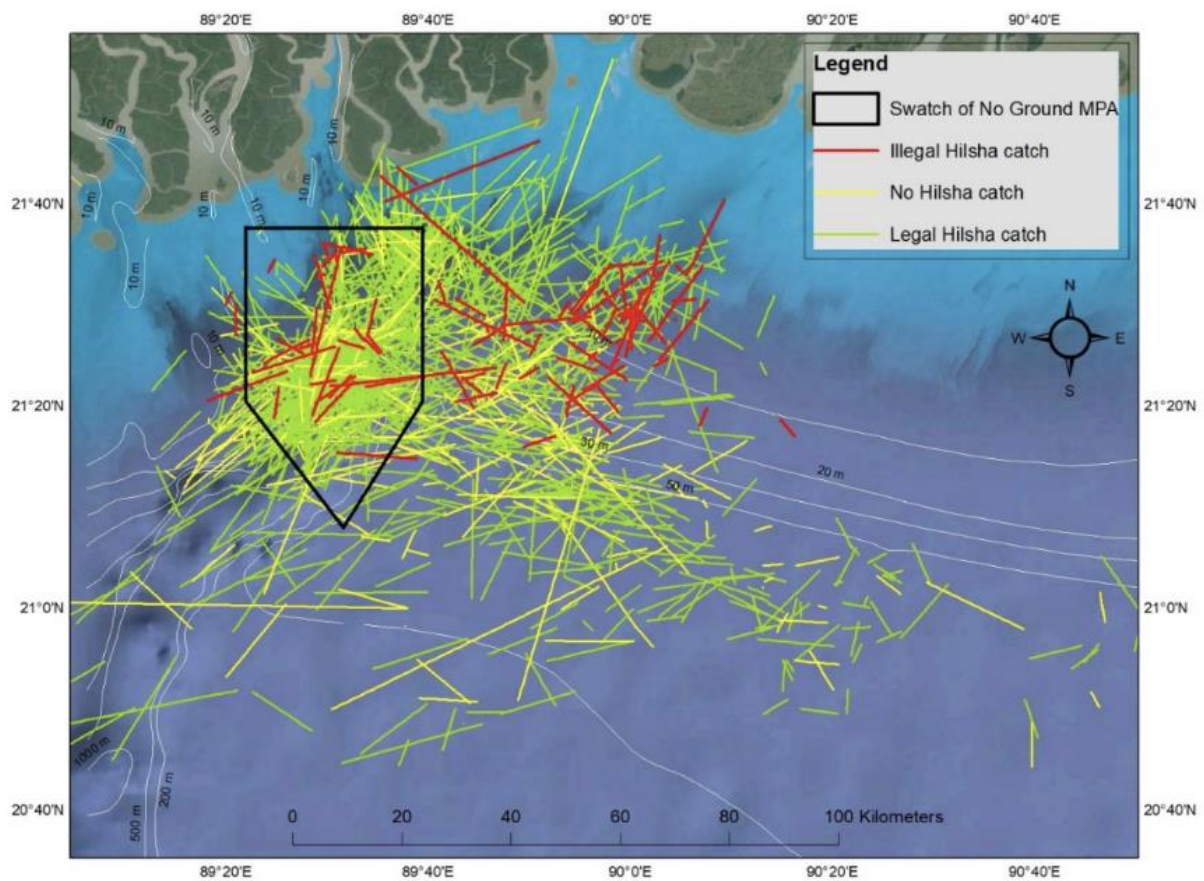 89°20'E 89°40'E 90°0'E 90°20'E 90°40'E
Legend
Swatch of No Ground MPA
Illegal Hilsha catch
No Hilsha catch
Legal Hilsha catch
10 m
10 m
10 m
10 m
10 m
10 m
10 m
10 m
10 m
21°40'N 21°40'N
N
W E
S
21°20'N 21°20'N
50 m
20 m
50 m
21°0'N 21°0'N
1000 m
200 m
500 m
20°40'N 20°40'N
0 20 40 60 80 100 Kilometers
89°20'E 89°40'E 90°0'E 90°20'E 90°40'E